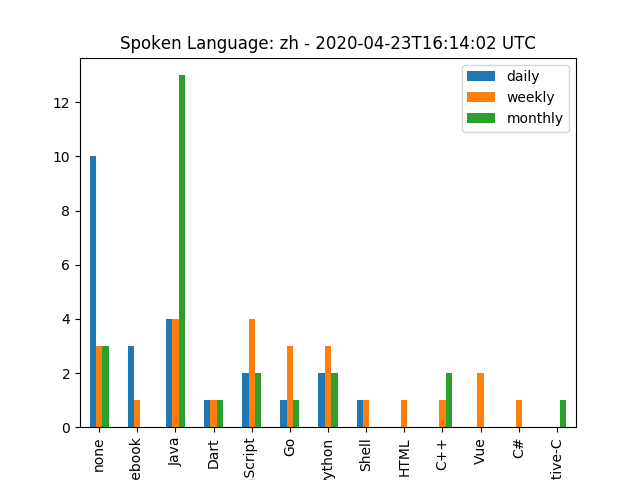 Spoken Language: zh - 2020-04-23T16:14:02 UTC
daily
weekly
monthly
12
10
8
6
4
2
0
none
ebook
Java
Dart
Script
Go
ython
Shell
HTML
C++
Vue
C#
tive-C